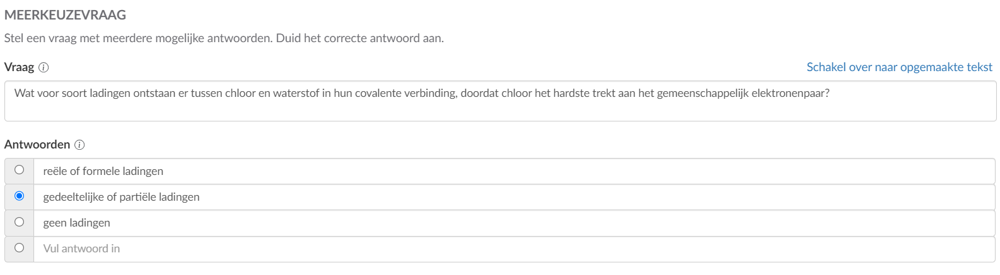 MEERKEUZEVRAAG
Stel een vraag met meerdere mogelijke antwoorden. Duid het correcte antwoord aan.
Vraag
Schakel over naar opgemaakte tekst
Wat voor soort ladingen ontstaan er tussen chloor en waterstof in hun covalente verbinding, doordat chloor het hardste trekt aan het gemeenschappelijk elektronenpaar?
Antwoorden
reële of formele ladingen
gedeeltelijke of partiële ladingen
geen ladingen
Vul antwoord in